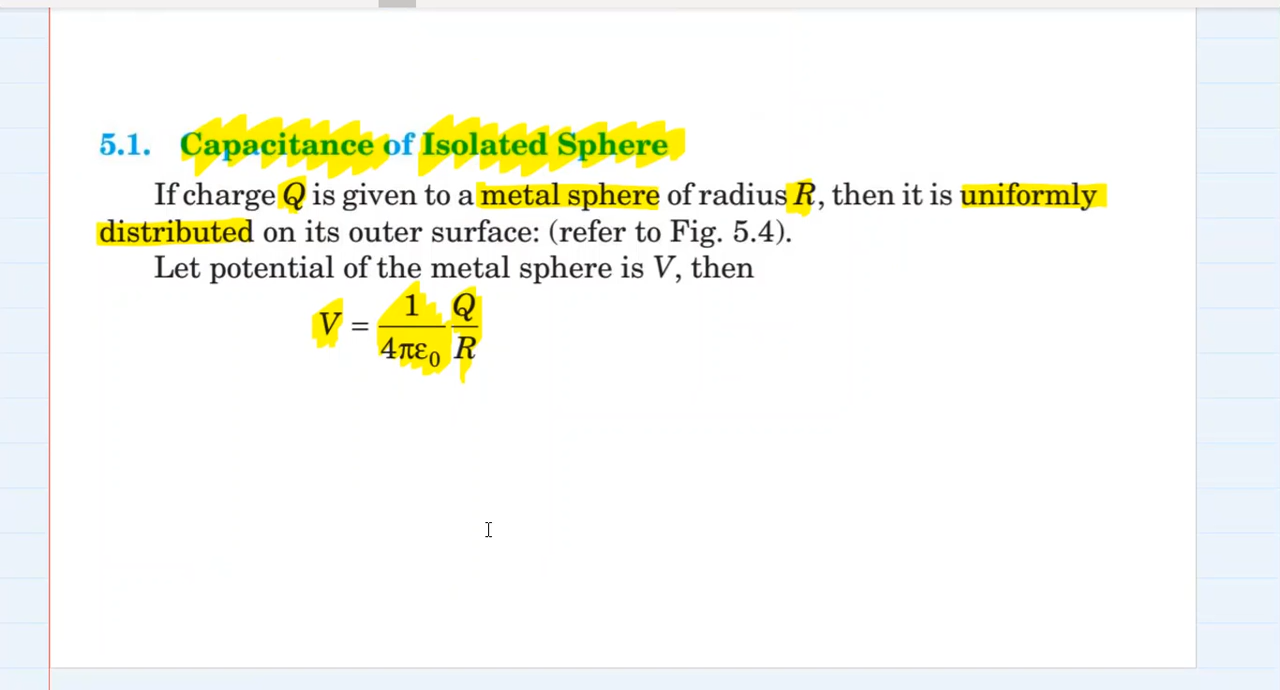 5.1. Capacitance of Isolated Sphere
If charge Q is given to a metal sphere of radius R, then it is uniformly
distributed on its outer surface: (refer to Fig. 5.4).
Let potential of the metal sphere is V, then
V = 1/4πε₀ Q/R